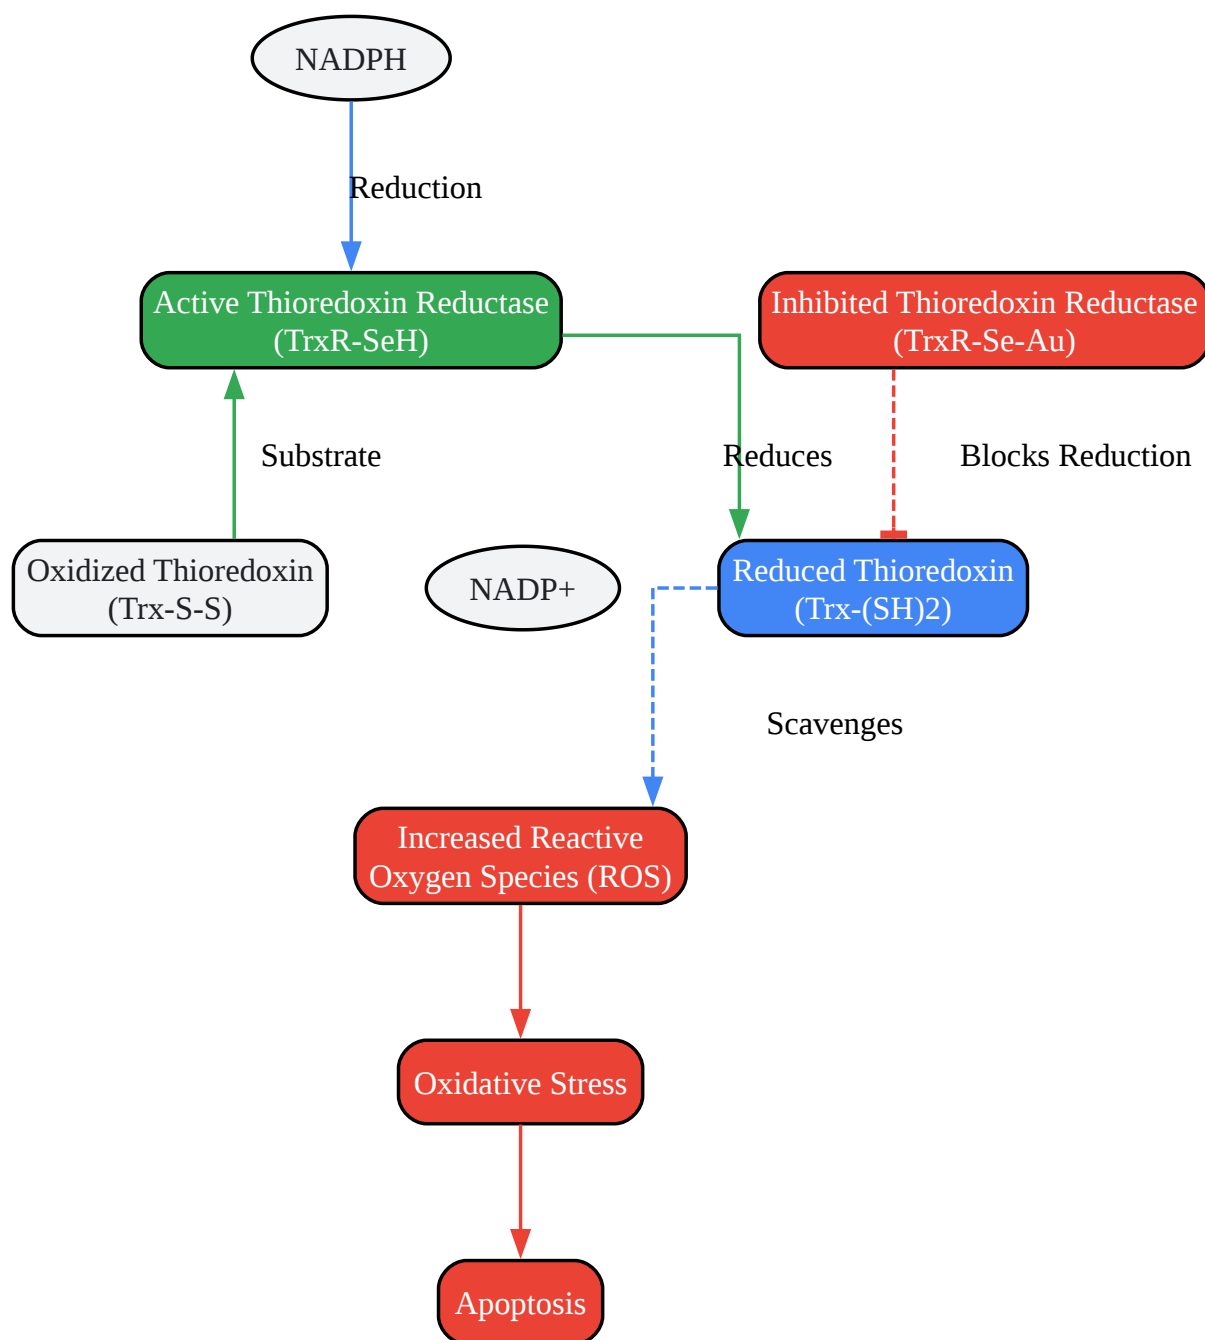 NADPH
Reduction
Active Thioredoxin Reductase
(TrxR-SeH)
Inhibited Thioredoxin Reductase
(TrxR-Se-Au)
Substrate
Reduces
Blocks Reduction
Oxidized Thioredoxin
(Trx-S-S)
NADP+
Reduced Thioredoxin
(Trx-(SH)2)
Scavenges
Increased Reactive
Oxygen Species (ROS)
Oxidative Stress
Apoptosis